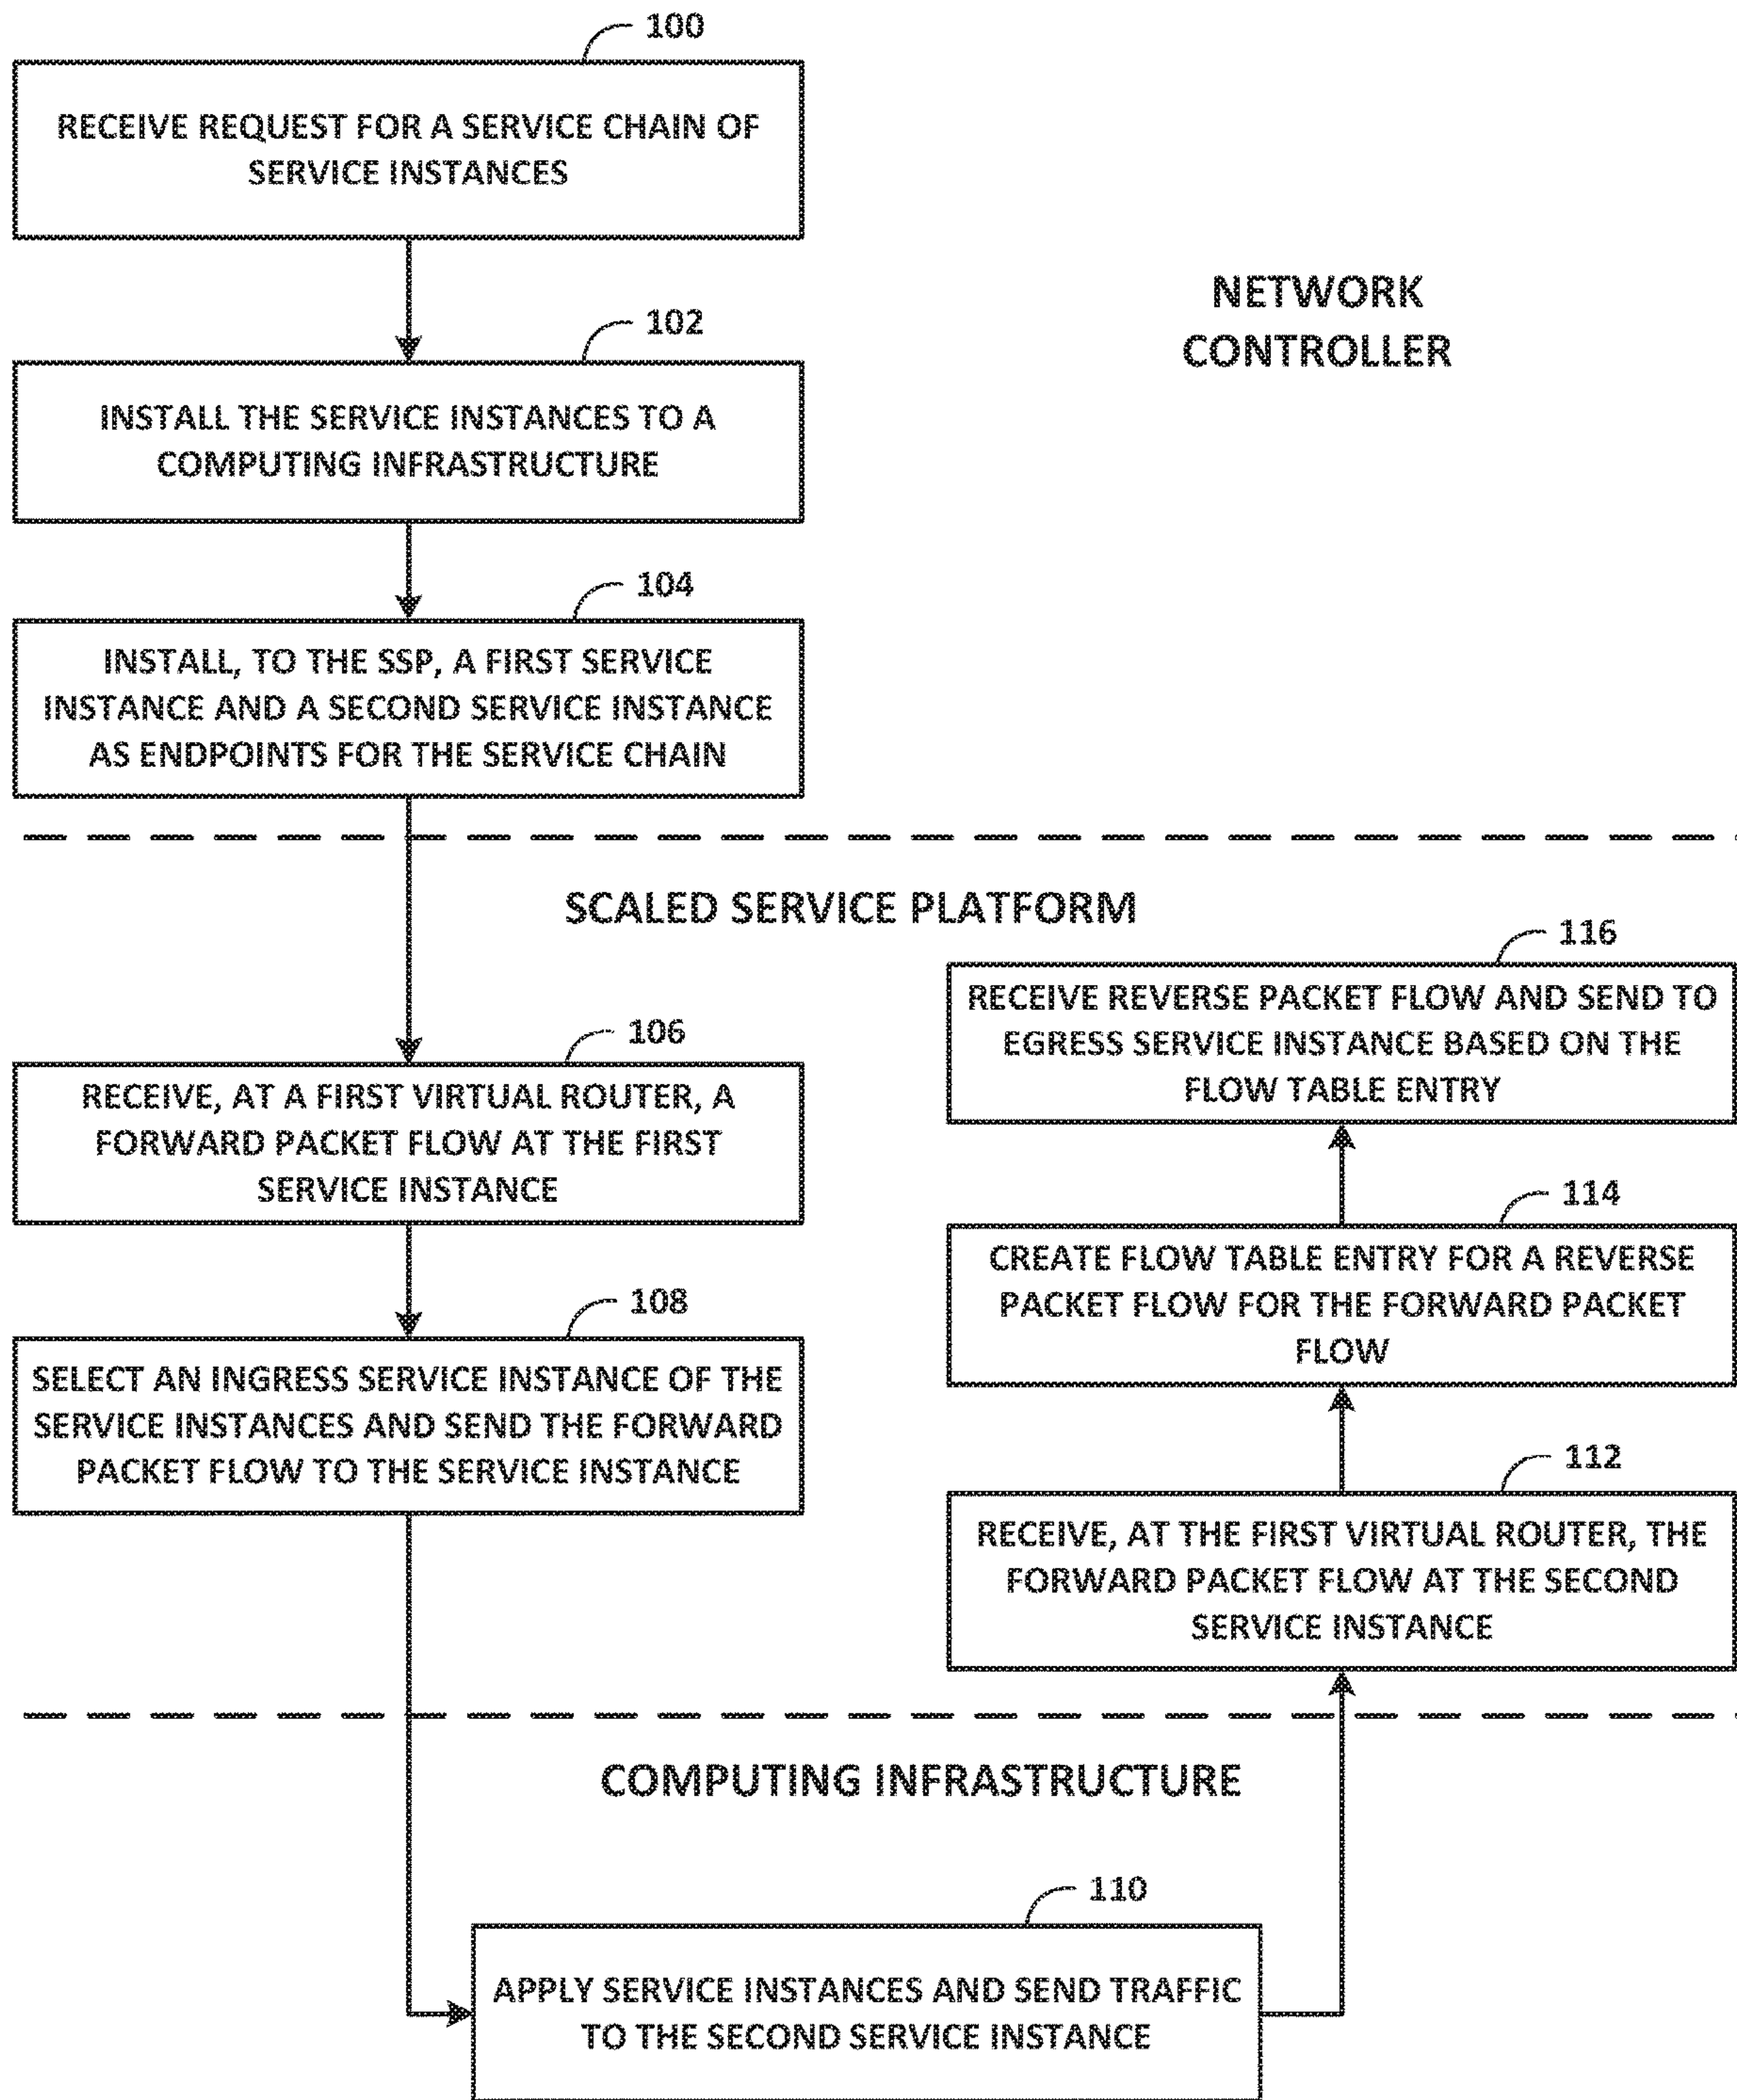 100
RECEIVE REQUEST FOR A SERVICE CHAIN OF
SERVICE INSTANCES
NETWORK
CONTROLLER
102
INSTALL THE SERVICE INSTANCES TO A
COMPUTING INFRASTRUCTURE
104
INSTALL, TO THE SSP, A FIRST SERVICE
INSTANCE AND A SECOND SERVICE INSTANCE
AS ENDPOINTS FOR THE SERVICE CHAIN
SCALED SERVICE PLATFORM
106
RECEIVE, AT A FIRST VIRTUAL ROUTER, A
FORWARD PACKET FLOW AT THE FIRST
SERVICE INSTANCE
108
SELECT AN INGRESS SERVICE INSTANCE OF THE
SERVICE INSTANCES AND SEND THE FORWARD
PACKET FLOW TO THE SERVICE INSTANCE
116
RECEIVE REVERSE PACKET FLOW AND SEND TO
EGRESS SERVICE INSTANCE BASED ON THE
FLOW TABLE ENTRY
114
CREATE FLOW TABLE ENTRY FOR A REVERSE
PACKET FLOW FOR THE FORWARD PACKET
FLOW
112
RECEIVE, AT THE FIRST VIRTUAL ROUTER, THE
FORWARD PACKET FLOW AT THE SECOND
SERVICE INSTANCE
COMPUTING INFRASTRUCTURE
110
APPLY SERVICE INSTANCES AND SEND TRAFFIC
TO THE SECOND SERVICE INSTANCE